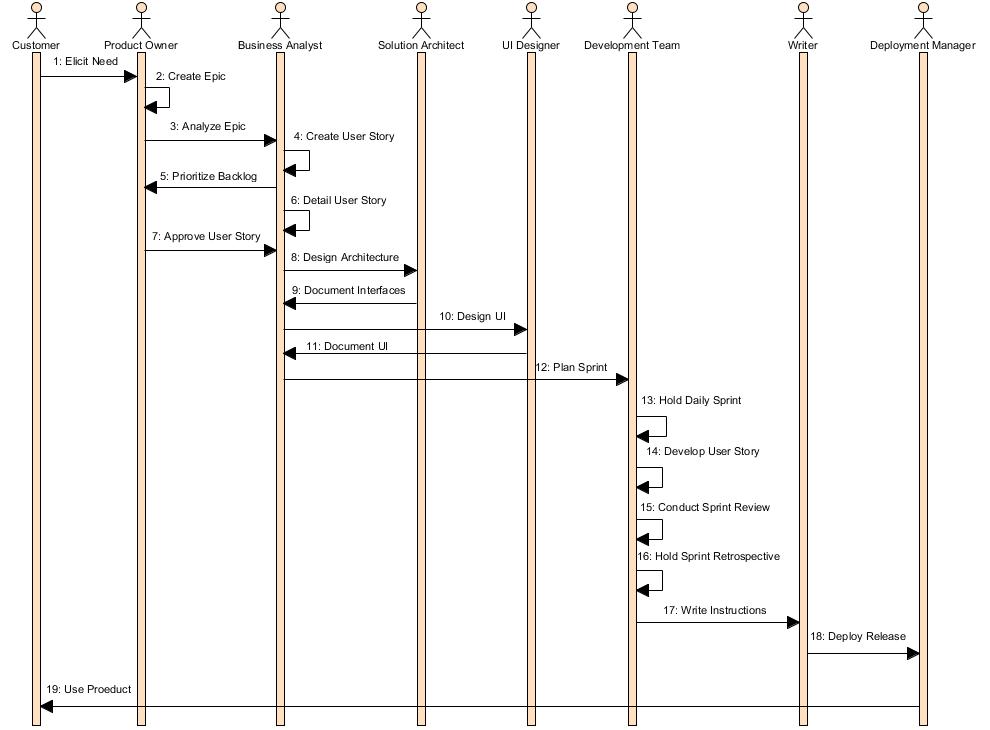 Customer
Product Owner
Business Analyst
Solution Architect
UI Designer
Development Team
Writer
Deployment Manager
1: Elicit Need
2: Create Epic
3: Analyze Epic
4: Create User Story
5: Prioritize Backlog
6: Detail User Story
7: Approve User Story
8: Design Architecture
9: Document Interfaces
10: Design UI
11: Document UI
12: Plan Sprint
13: Hold Daily Sprint
14: Develop User Story
15: Conduct Sprint Review
16: Hold Sprint Retrospective
17: Write Instructions
18: Deploy Release
19: Use Proeduct